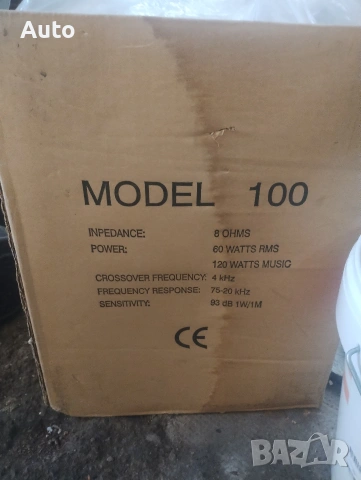 Auto
MODEL 100
INPEDANCE: 8 OHMS
POWER: 60 WATTS RMS
120 WATTS MUSIC
CROSSOVER FREQUENCY: 4 kHz
FREQUENCY RESPONSE: 75-20 kHz
SENSITIVITY: 93 dB 1W/1M
CE
BAZAR